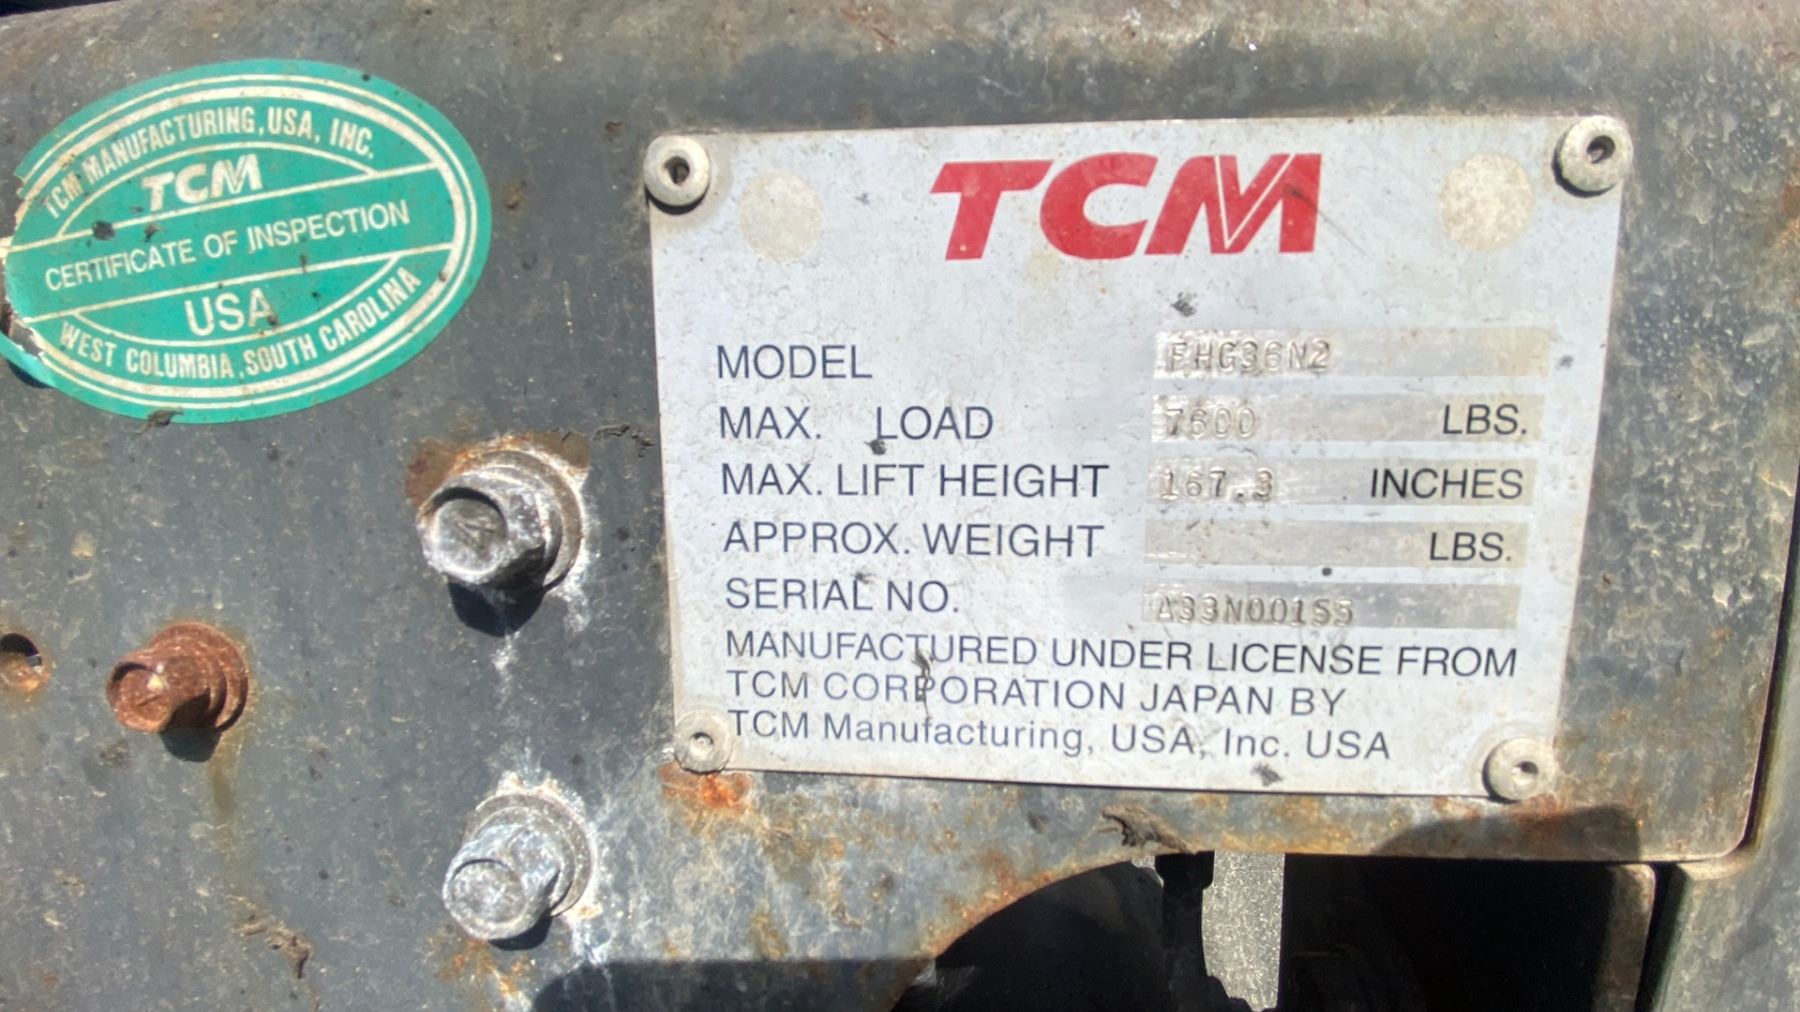 TCM MANUFACTURING, USA, INC.
TCM
CERTIFICATE OF INSPECTION
USA
WEST COLUMBIA, SOUTH CAROLINA
TCM
MODEL FHG36N2
MAX. LOAD 7600 LBS.
MAX. LIFT HEIGHT 167.3 INCHES
APPROX. WEIGHT LBS.
SERIAL NO. A33N00155
MANUFACTURED UNDER LICENSE FROM
TCM CORPORATION JAPAN BY
TCM Manufacturing, USA, Inc. USA